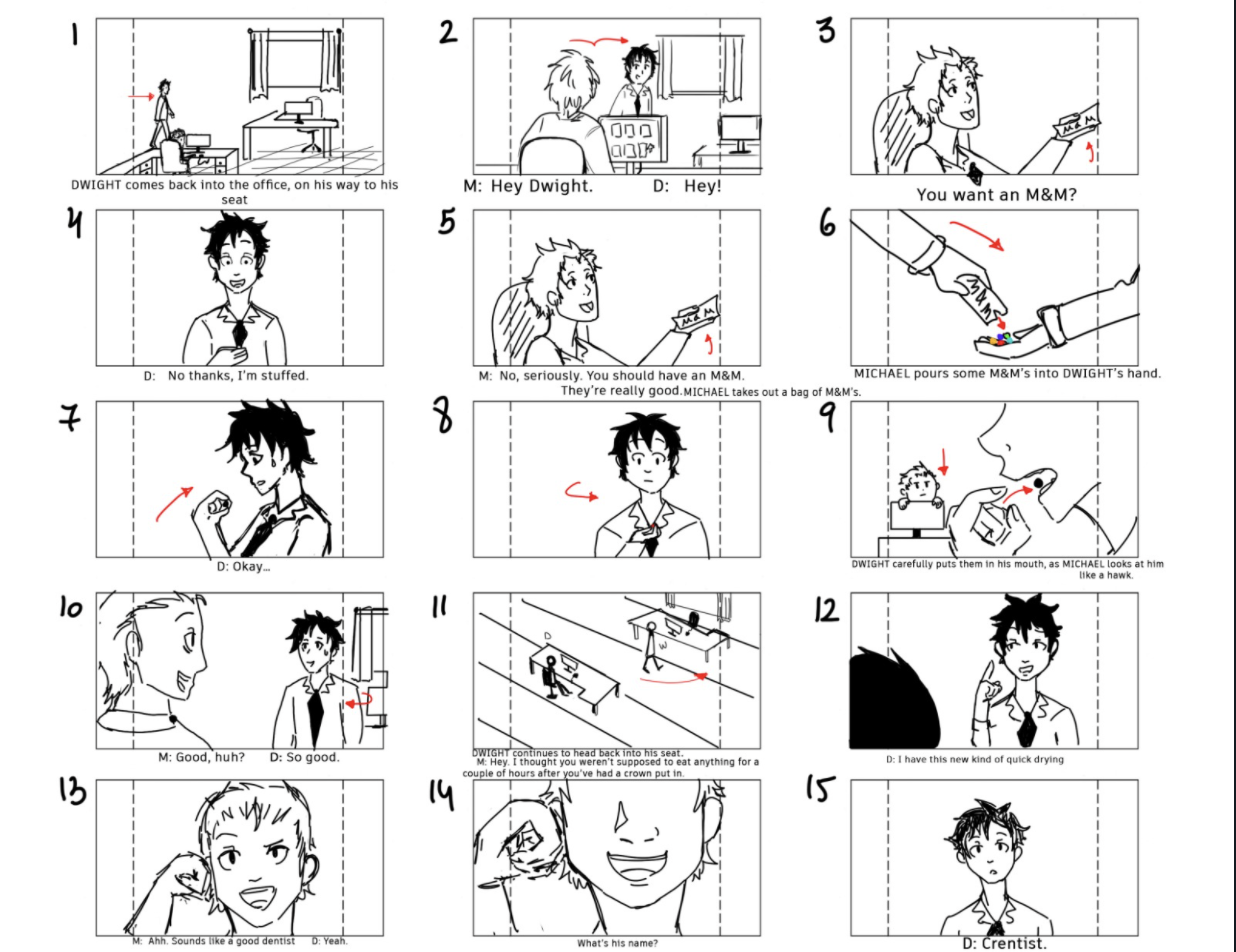 1
DWIGHT comes back into the office, on his way to his
seat
2
M: Hey Dwight. D: Hey!
3
M&M
You want an M&M?
4
D: No thanks, I'm stuffed.
5
M&M
M: No, seriously. You should have an M&M.
They're really good.
MICHAEL takes out a bag of M&M's.
6
MICHAEL pours some M&M's into DWIGHT's hand.
7
D: Okay...
8
9
DWIGHT carefully puts them in his mouth, as MICHAEL looks at him
like a hawk.
10
M: Good, huh? D: So good.
11
D
DWIGHT continues to head back into his seat.
M: Hey. I thought you weren't supposed to eat anything for a
couple of hours after you've had a crown put in.
12
D: I have this new kind of quick drying
13
M: Ahh. Sounds like a good dentist D: Yeah.
14
What's his name?
15
D: Crentist.